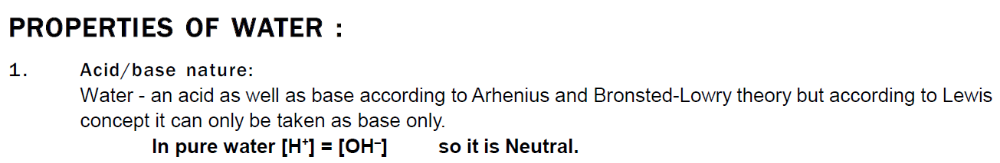 PROPERTIES OF WATER :
1. Acid/base nature:
Water - an acid as well as base according to Arhenius and Bronsted-Lowry theory but according to Lewis
concept it can only be taken as base only.
In pure water [H⁺] = [OH⁻] so it is Neutral.